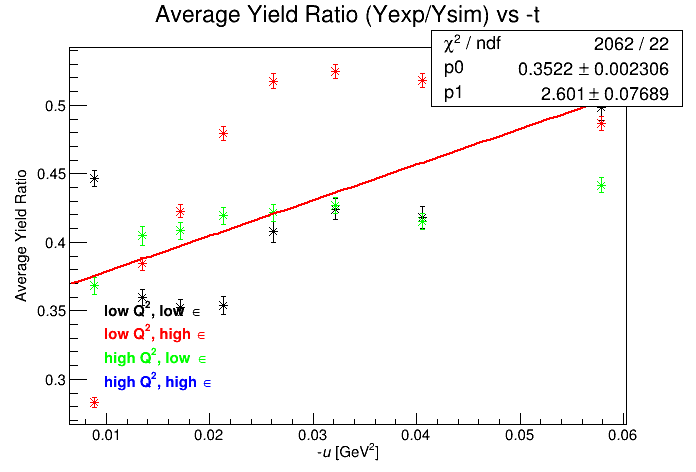 Average Yield Ratio (Yexp/Ysim) vs -t
χ² / ndf 2062 / 22
p0 0.3522 ± 0.002306
p1 2.601 ± 0.07689
Average Yield Ratio
0.5
0.45
0.4
0.35
0.3
low Q², low ∈
low Q², high ∈
high Q², low ∈
high Q², high ∈
0.01 0.02 0.03 0.04 0.05 0.06
-u [GeV²]